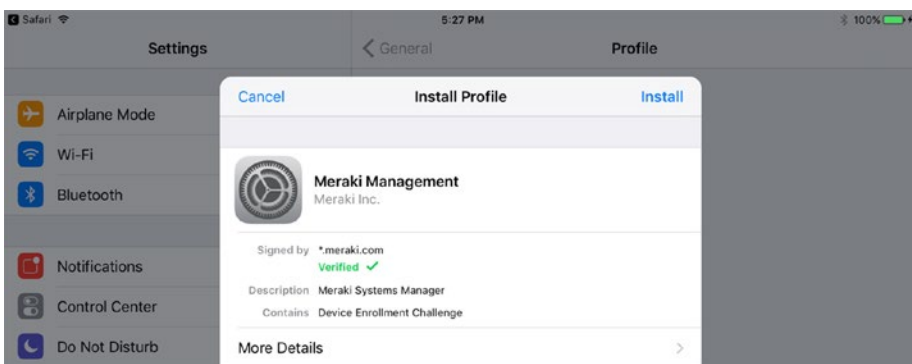 Safari 5:27 PM 100%
Settings General Profile
Cancel Install Profile Install
Airplane Mode
Wi-Fi
Bluetooth
Meraki Management
Meraki Inc.
Signed by *.meraki.com
Verified
Description Meraki Systems Manager
Contains Device Enrollment Challenge
Notifications
Control Center
Do Not Disturb
More Details